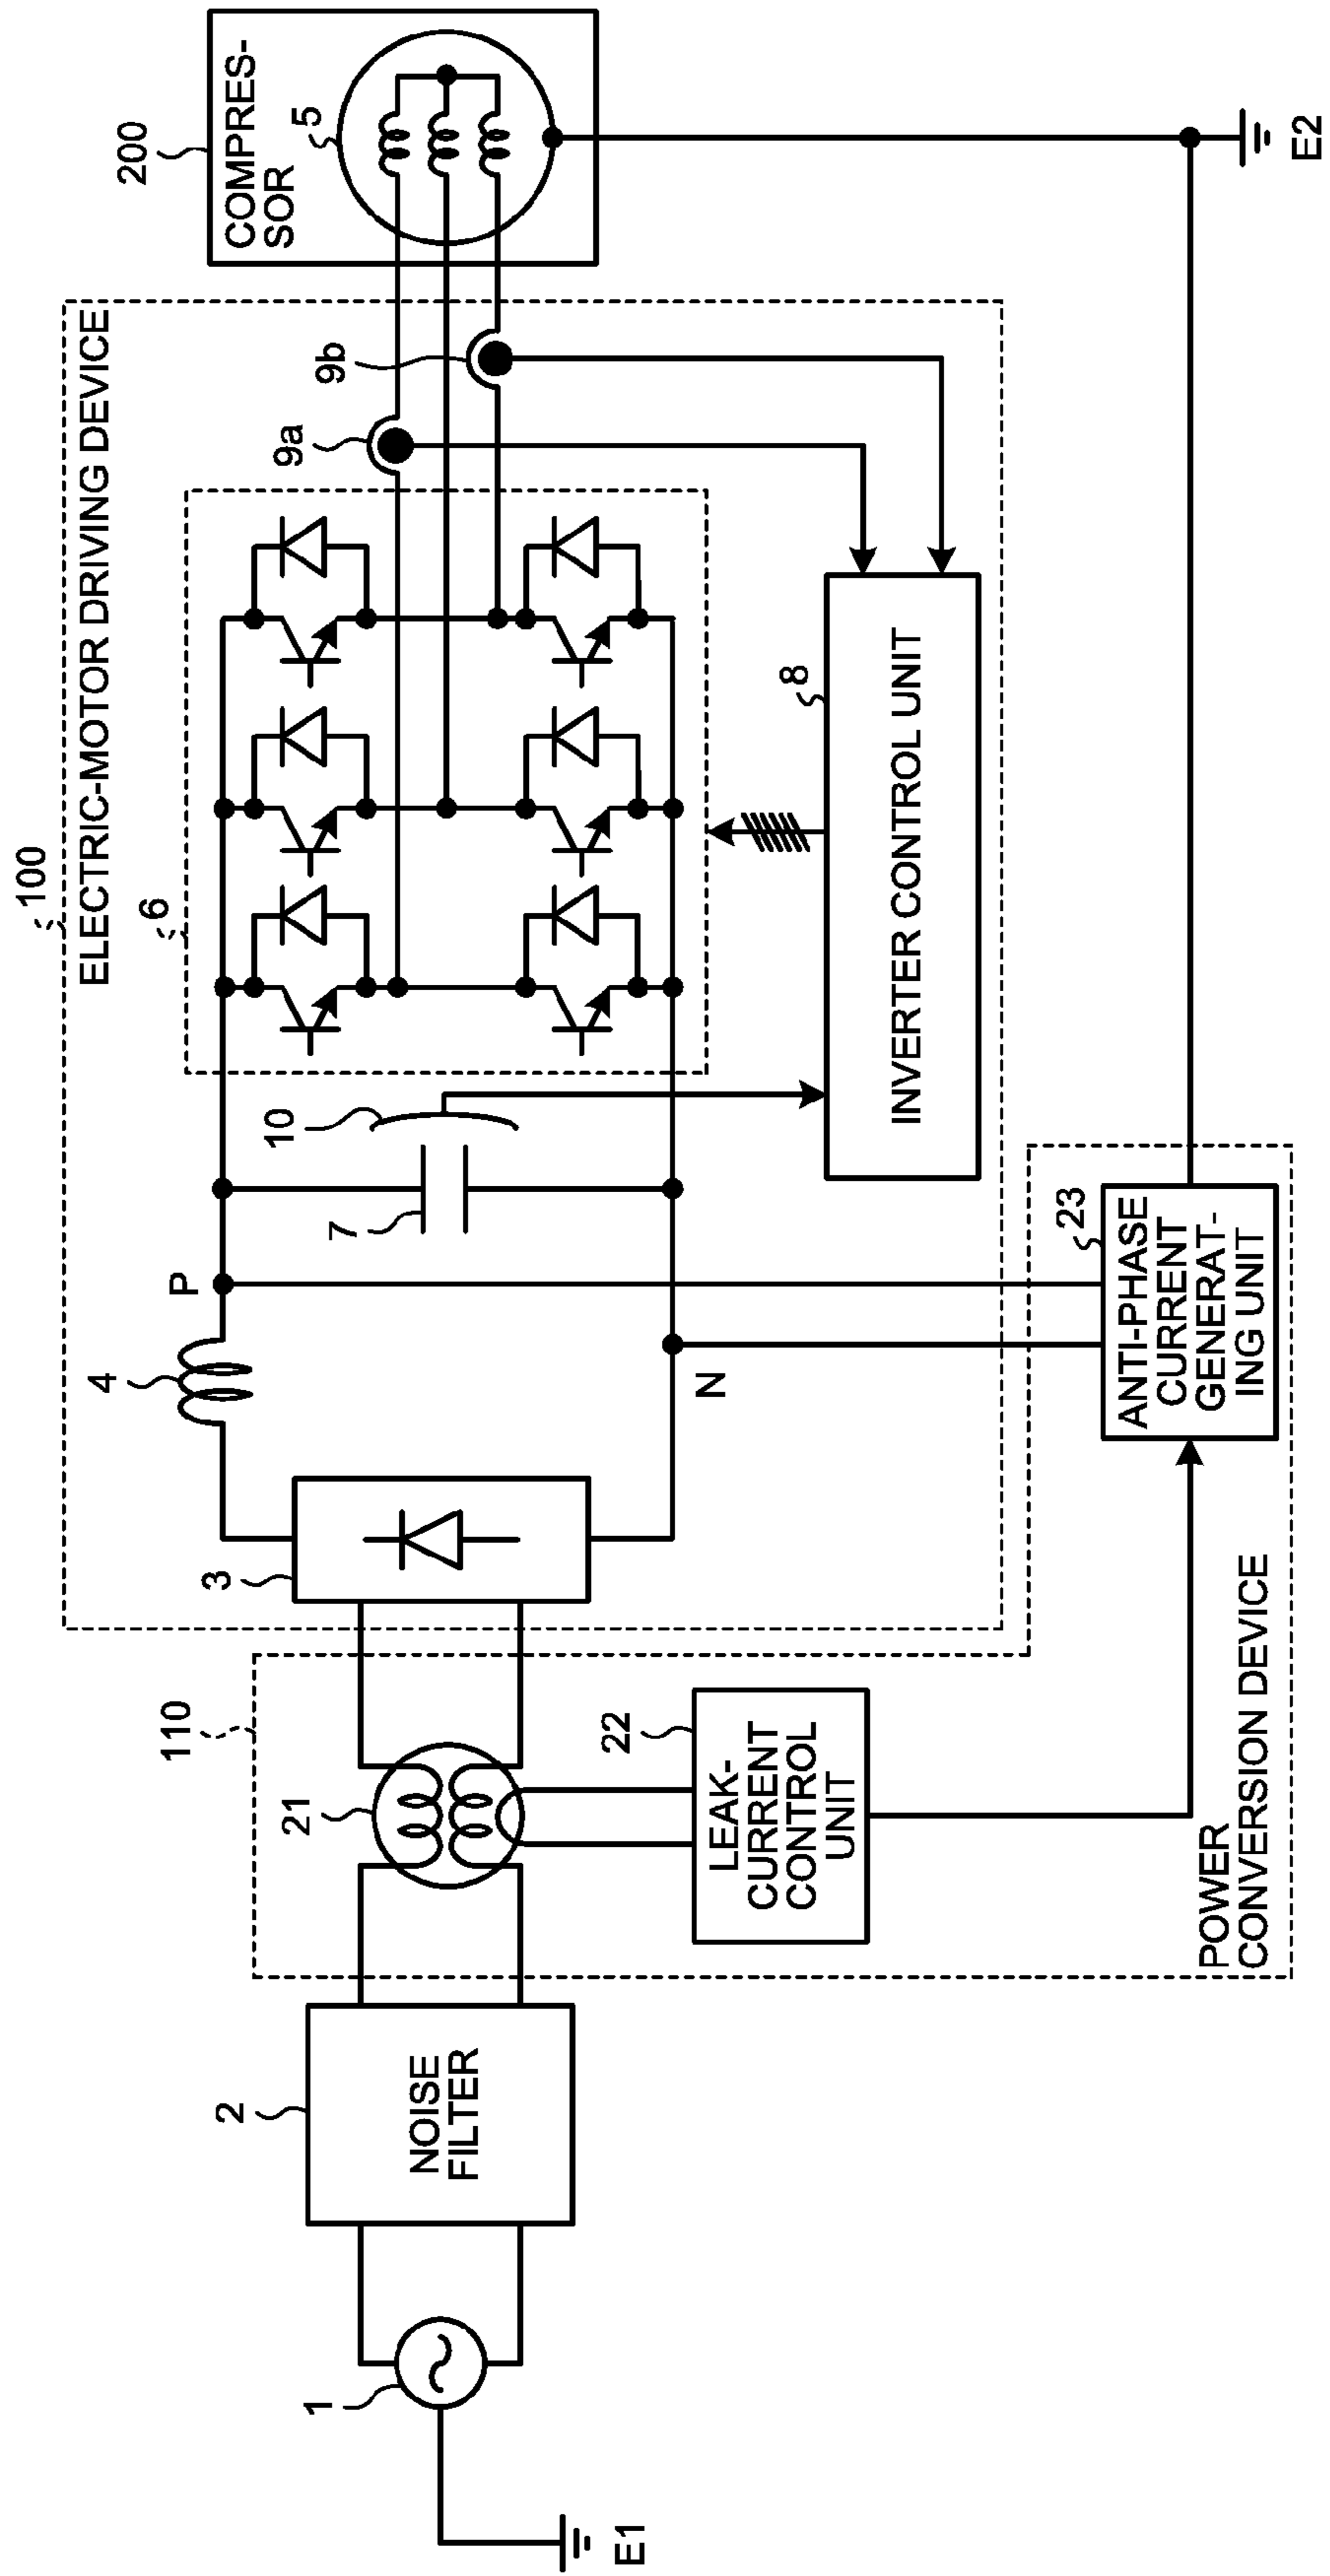 100
ELECTRIC-MOTOR DRIVING DEVICE
200
COMPRES-
SOR
5
4
P
6
9a
9b
10
7
110
3
21
2
NOISE
FILTER
1
E1
N
8
INVERTER CONTROL UNIT
22
LEAK-
CURRENT
CONTROL
UNIT
23
ANTI-PHASE
CURRENT
GENERAT-
ING UNIT
POWER
CONVERSION DEVICE
E2